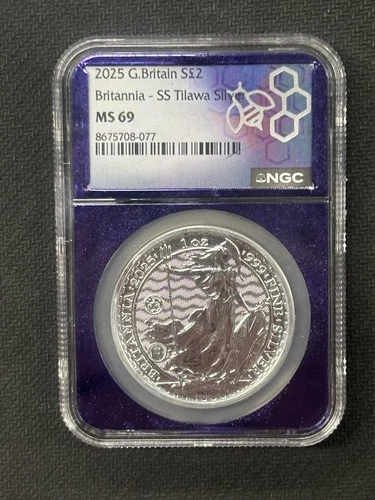 2025 G.Britain S£2
Britannia - SS Tilawa Silver
MS 69
8675708-077
NGC
BRITANNIA · 2025 · 1 oz · 999 · FINE · SILVER